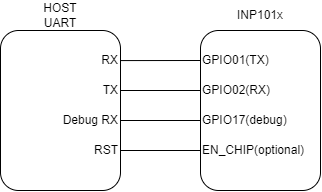 HOST
UART
INP101x
RX
GPIO01(TX)
TX
GPIO02(RX)
Debug RX
GPIO17(debug)
RST
EN_CHIP(optional)